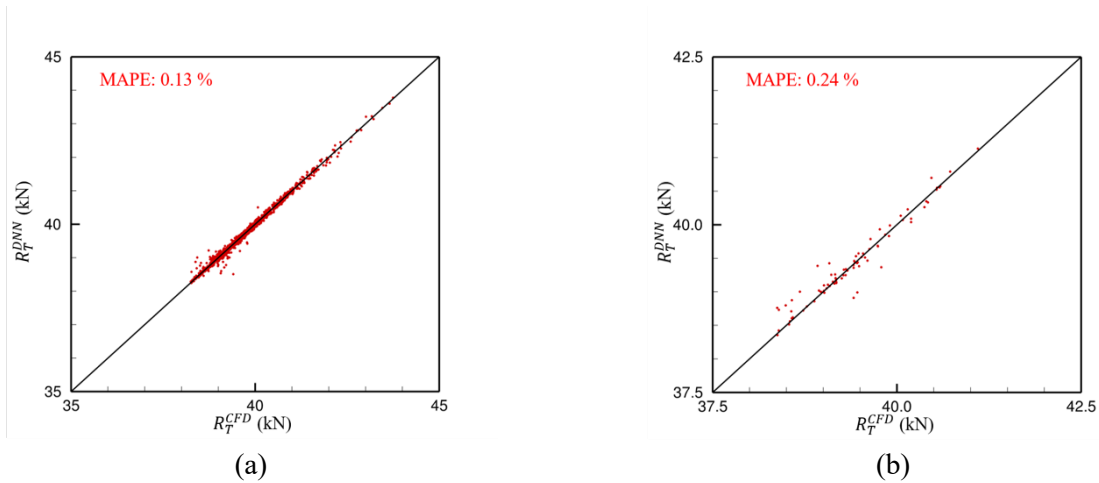 45
MAPE: 0.13 %
40
R_T^{DNN} (kN)
35
35
40
45
R_T^{CFD} (kN)
(a)
42.5
MAPE: 0.24 %
40.0
R_T^{DNN} (kN)
37.5
37.5
40.0
42.5
R_T^{CFD} (kN)
(b)